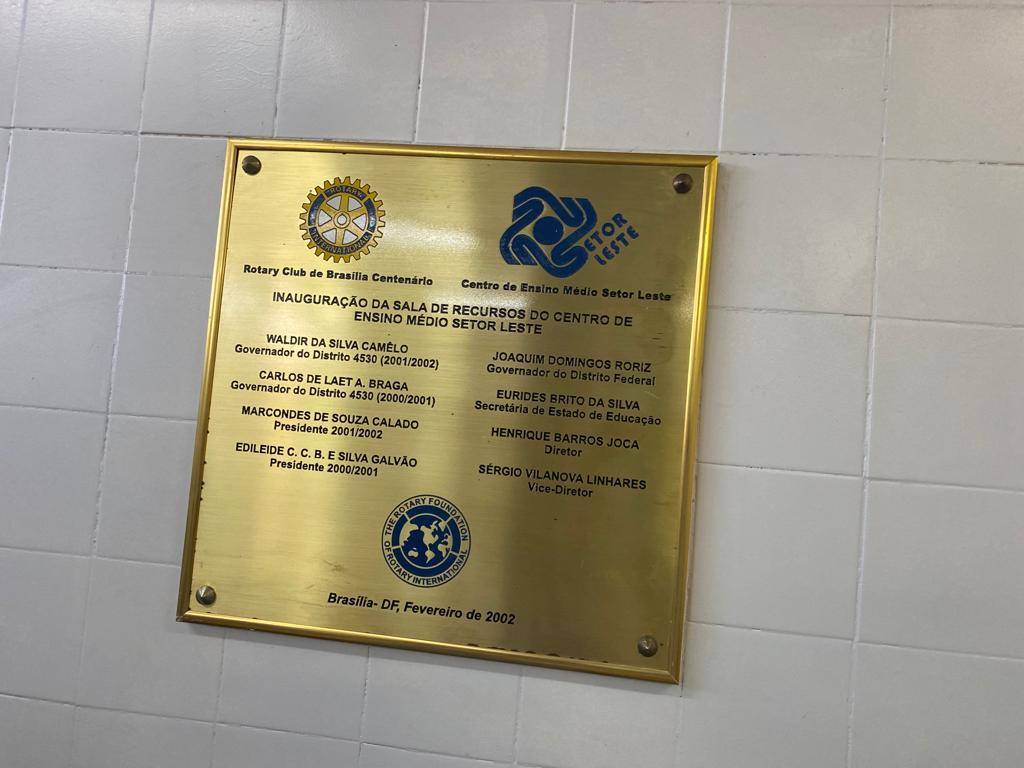 ROTARY
INTERNATIONAL
SETOR
LESTE
Rotary Club de Brasília Centenário
Centro de Ensino Médio Setor Leste
INAUGURAÇÃO DA SALA DE RECURSOS DO CENTRO DE
ENSINO MÉDIO SETOR LESTE
WALDIR DA SILVA CAMÊLO
Governador do Distrito 4530 (2001/2002)
CARLOS DE LAET A. BRAGA
Governador do Distrito 4530 (2000/2001)
MARCONDES DE SOUZA CALADO
Presidente 2001/2002
EDILEIDE C. C. B. E SILVA GALVÃO
Presidente 2000/2001
JOAQUIM DOMINGOS RORIZ
Governador do Distrito Federal
EURIDES BRITO DA SILVA
Secretária de Estado de Educação
HENRIQUE BARROS JOCA
Diretor
SÉRGIO VILANOVA LINHARES
Vice-Diretor
THE ROTARY FOUNDATION
OF ROTARY INTERNATIONAL
Brasília- DF, Fevereiro de 2002